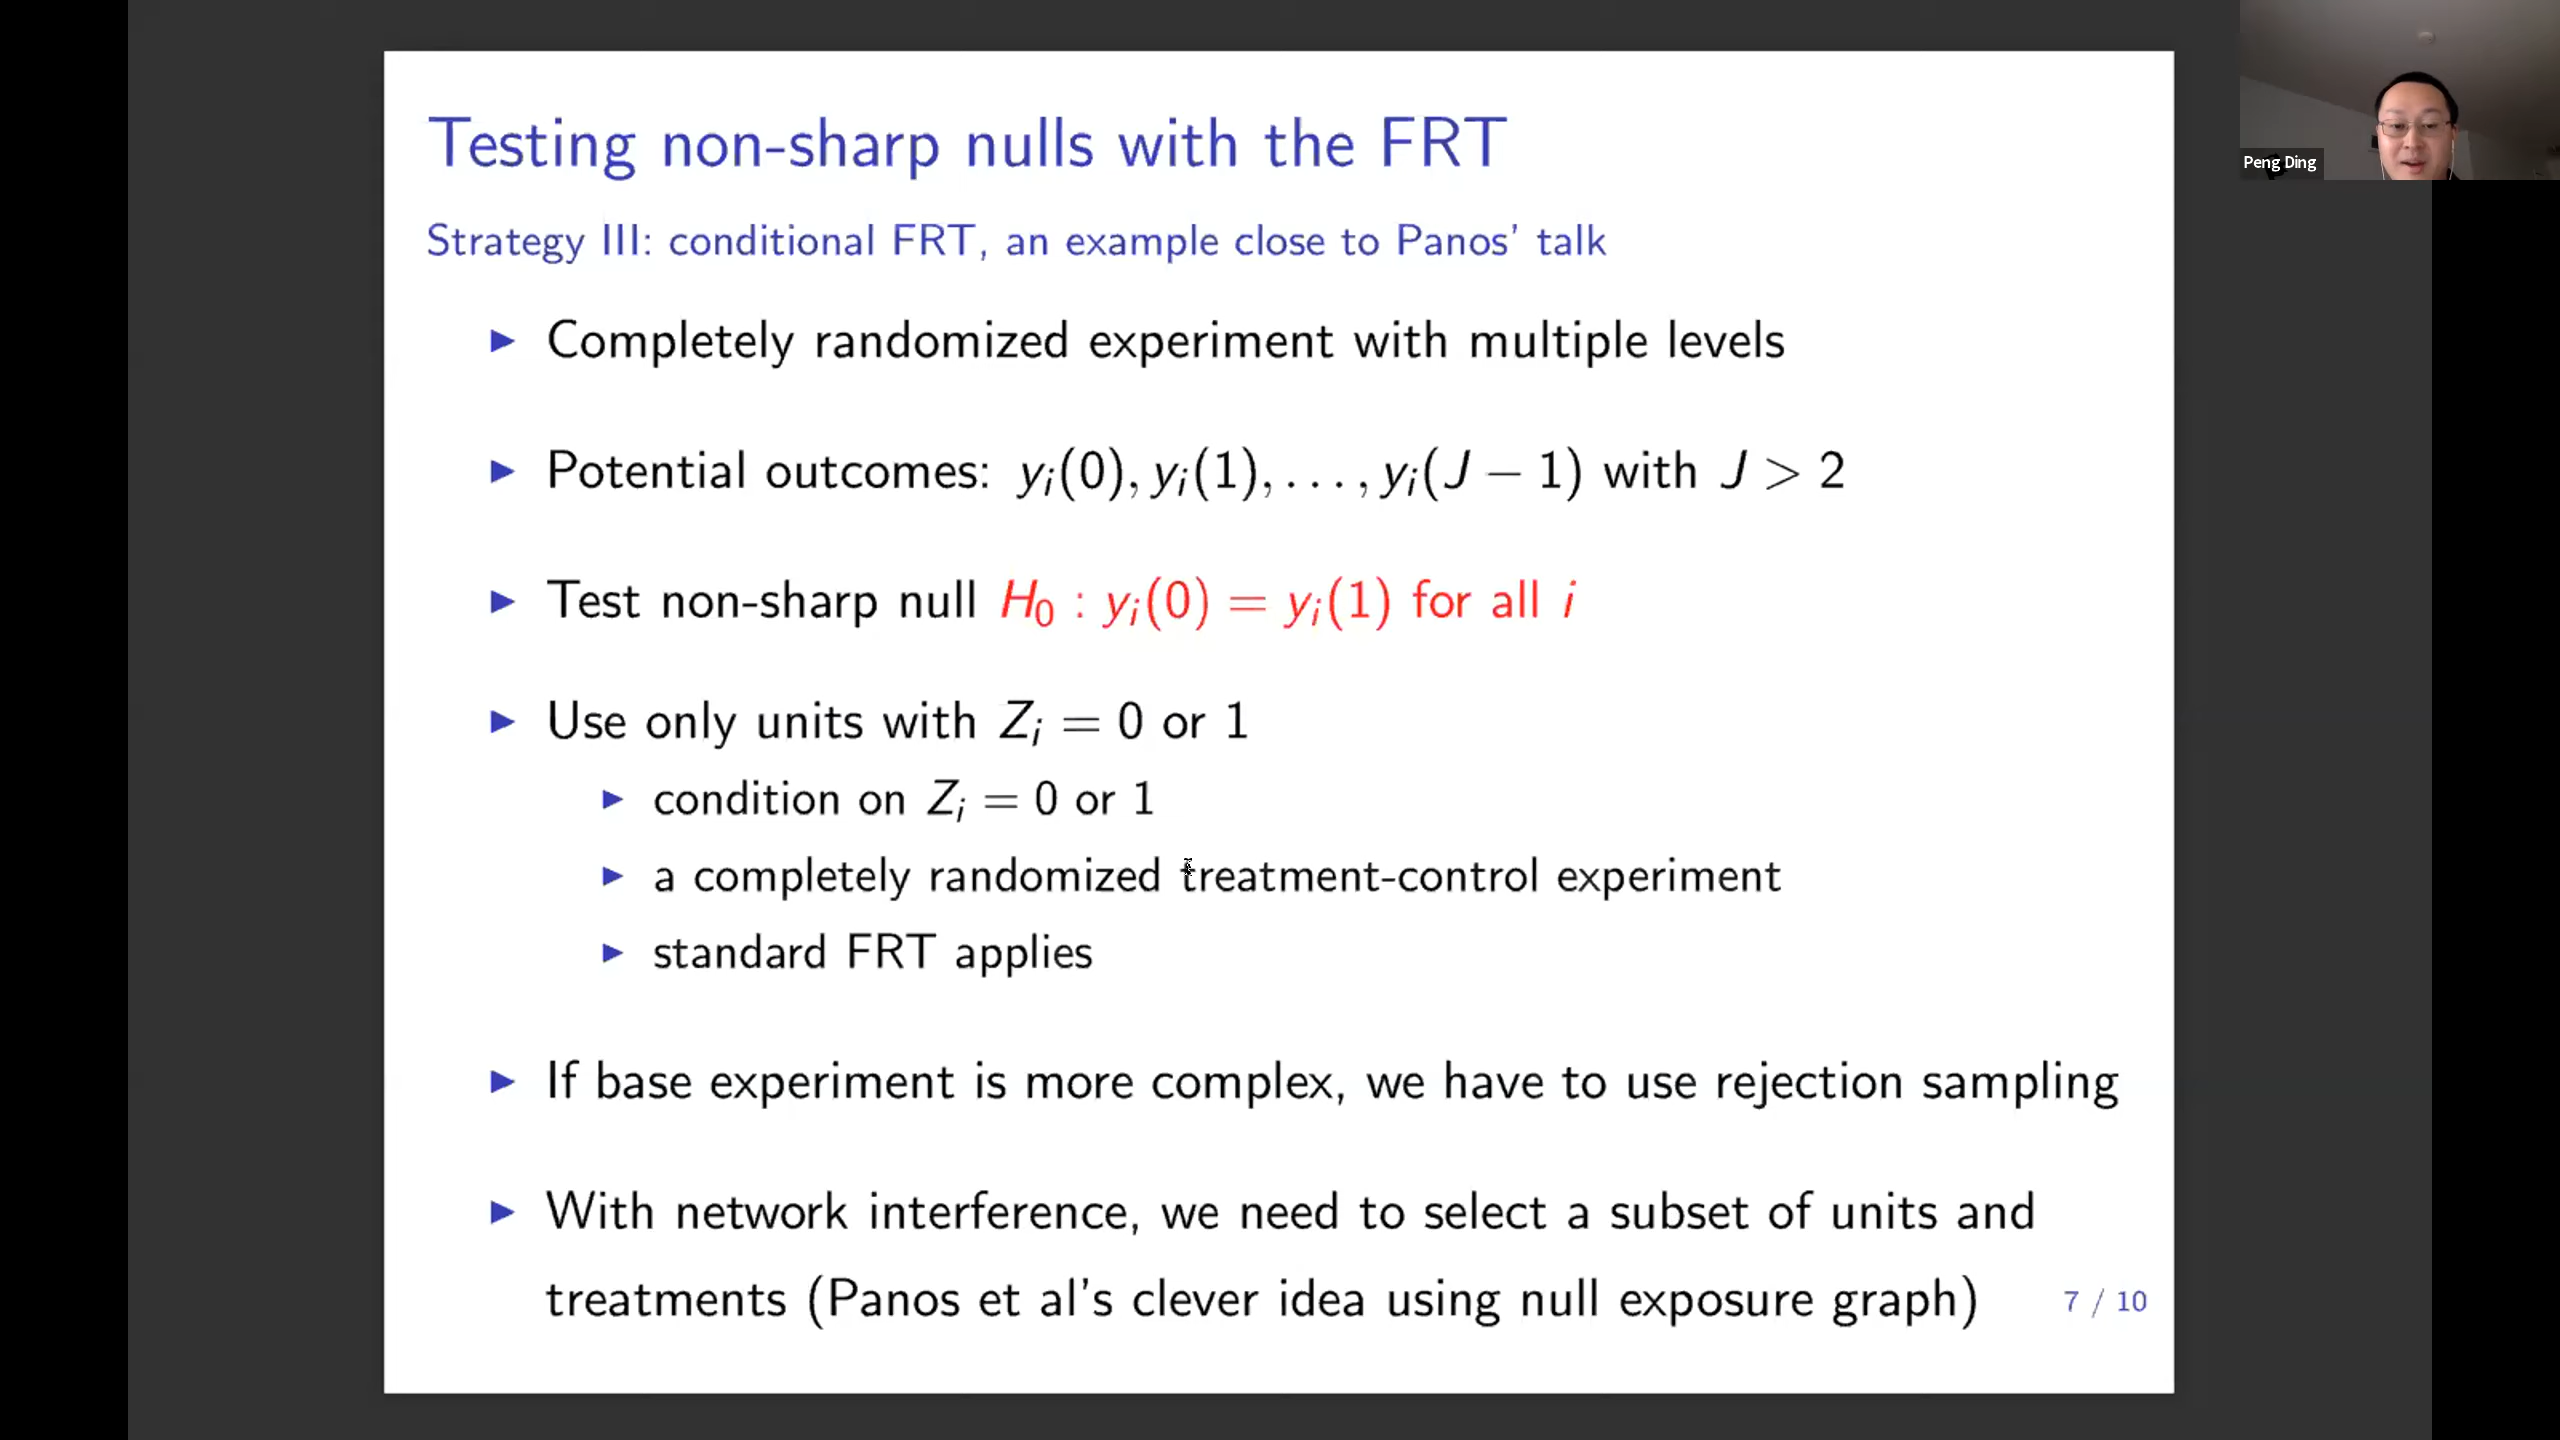 Testing non-sharp nulls with the FRT
Strategy III: conditional FRT, an example close to Panos' talk
▶ Completely randomized experiment with multiple levels
▶ Potential outcomes: yᵢ(0), yᵢ(1), . . . , yᵢ(J − 1) with J > 2
▶ Test non-sharp null H₀ : yᵢ(0) = yᵢ(1) for all i
▶ Use only units with Zᵢ = 0 or 1
▶ condition on Zᵢ = 0 or 1
▶ a completely randomized treatment-control experiment
▶ standard FRT applies
▶ If base experiment is more complex, we have to use rejection sampling
▶ With network interference, we need to select a subset of units and
treatments (Panos et al's clever idea using null exposure graph)
7 / 10
Peng Ding